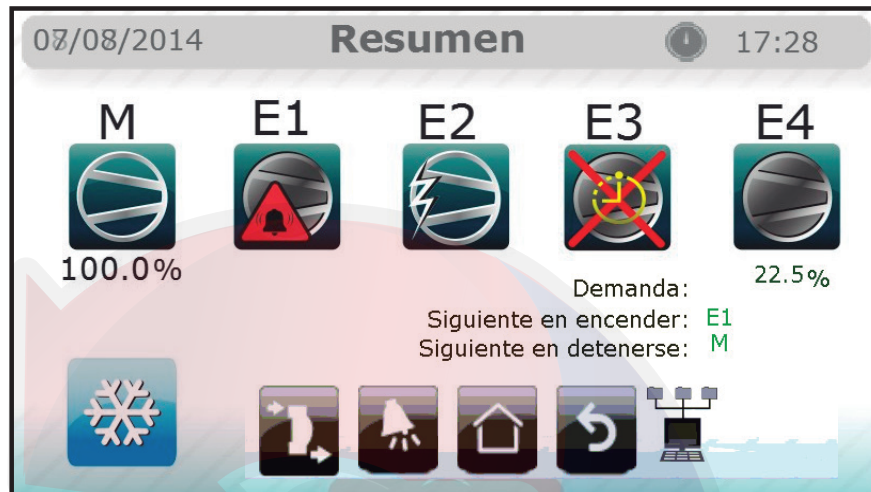 07/08/2014 Resumen 17:28
M E1 E2 E3 E4
100.0%
22.5%
Demanda:
Siguiente en encender: E1
Siguiente en detenerse: M